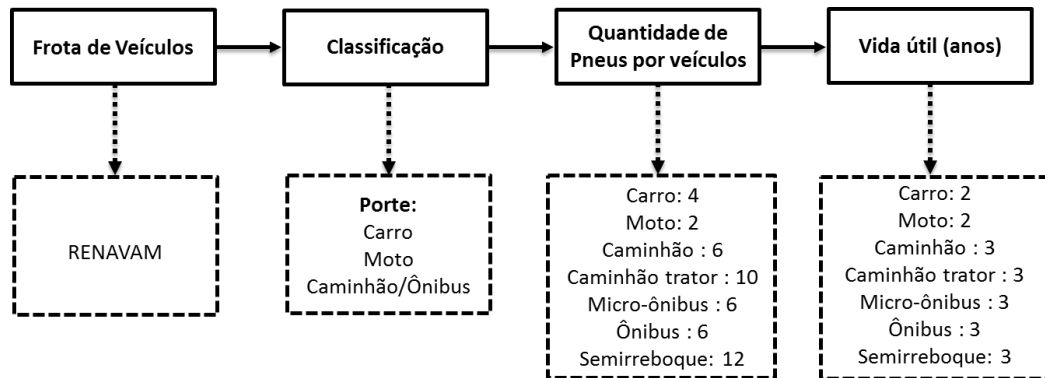 Frota de Veículos
Classificação
Quantidade de
Pneus por veículos
Vida útil (anos)
RENAVAM
Porte:
Carro
Moto
Caminhão/Ônibus
Carro: 4
Moto: 2
Caminhão : 6
Caminhão trator : 10
Micro-ônibus : 6
Ônibus : 6
Semirreboque: 12
Carro: 2
Moto: 2
Caminhão : 3
Caminhão trator : 3
Micro-ônibus : 3
Ônibus : 3
Semirreboque: 3